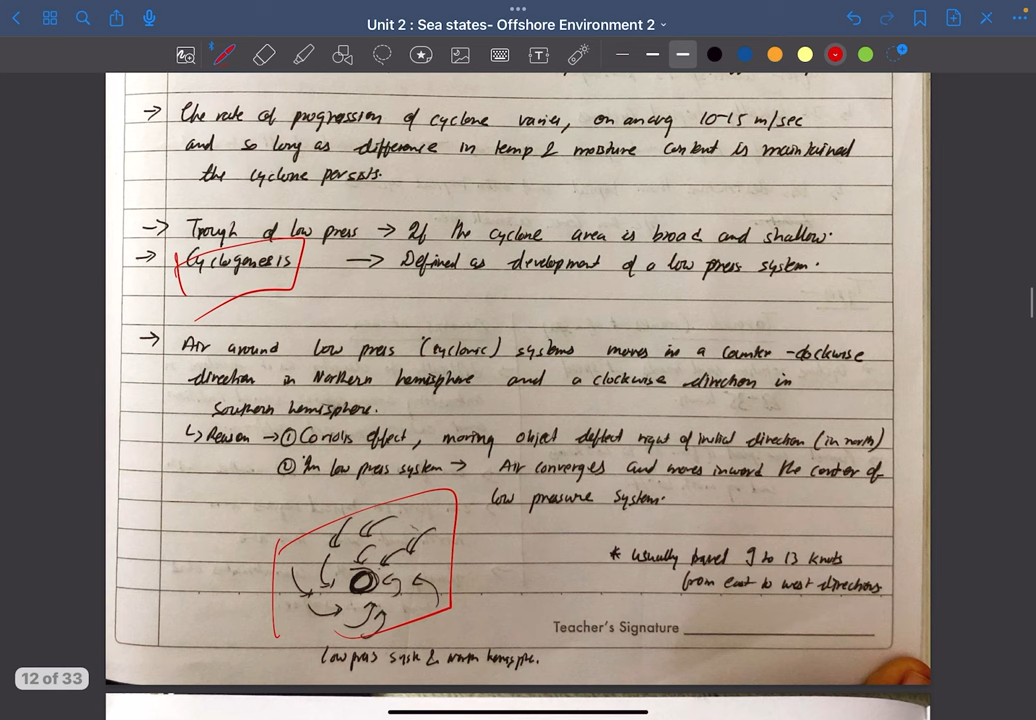 Unit 2 : Sea states- Offshore Environment 2
→ The rate of progression of cyclone varies, on an avg 10-15 m/sec
and so long as difference in temp & moisture content is maintained
the cyclone persists.
→ Trough of low press → If the cyclone area is broad and shallow.
→ Cyclogenesis → Defined as development of a low press system.
→ Air around low press (cyclonic) systems moves in a counter-clockwise
direction in Northern hemisphere and a clockwise direction in
Southern hemisphere.
↳ Reason → ① Coriolis effect, moving object deflect right of initial direction (in north)
② In low press system → Air converges and moves inward the center of
low pressure system.
* usually travel 9 to 13 knots
from east to west directions
Teacher's Signature
low press syste north hemisphe.
12 of 33